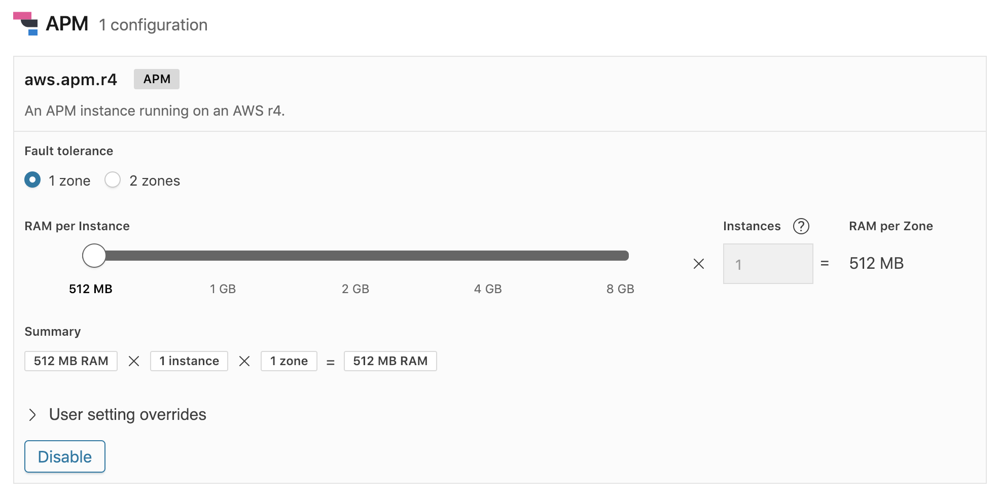 APM 1 configuration
aws.apm.r4 APM
An APM instance running on an AWS r4.
Fault tolerance
1 zone 2 zones
RAM per Instance Instances ? RAM per Zone
× 1 = 512 MB
512 MB 1 GB 2 GB 4 GB 8 GB
Summary
512 MB RAM × 1 instance × 1 zone = 512 MB RAM
User setting overrides
Disable